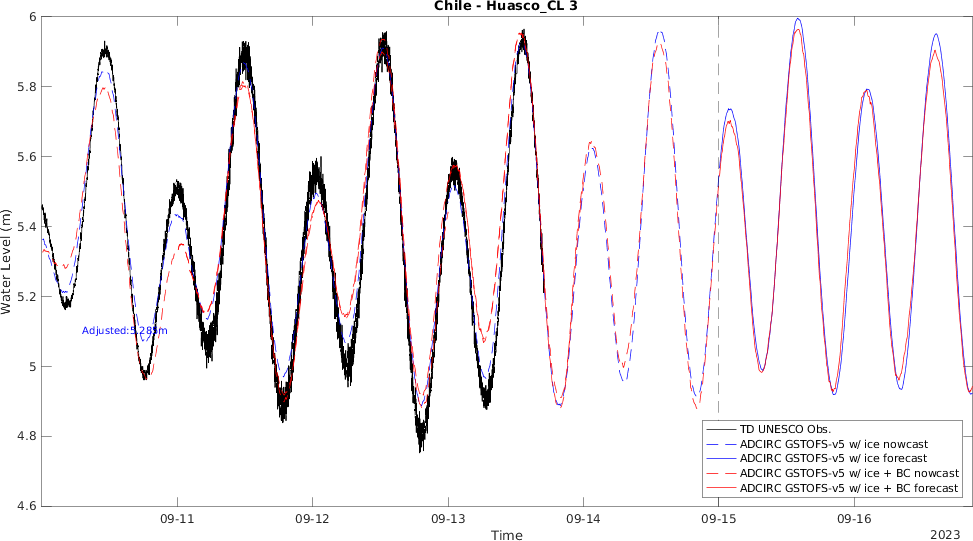 Chile - Huasco_CL 3
6
5.8
5.6
5.4
5.2
5
4.8
4.6
Water Level (m)
Adjusted:5.285m
TD UNESCO Obs.
ADCIRC GSTOFS-v5 w/ ice nowcast
ADCIRC GSTOFS-v5 w/ ice forecast
ADCIRC GSTOFS-v5 w/ ice + BC nowcast
ADCIRC GSTOFS-v5 w/ ice + BC forecast
09-11
09-12
09-13
09-14
09-15
09-16
Time
2023